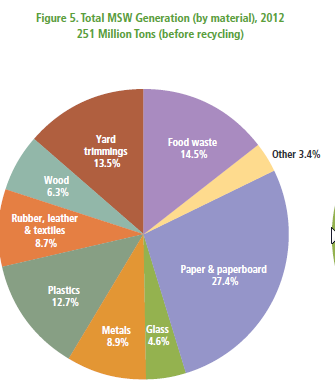 Figure 5. Total MSW Generation (by material), 2012
251 Million Tons (before recycling)
Yard
trimmings
13.5%
Food waste
14.5%
Other 3.4%
Wood
6.3%
Rubber, leather
& textiles
8.7%
Paper & paperboard
27.4%
Plastics
12.7%
Metals
8.9%
Glass
4.6%